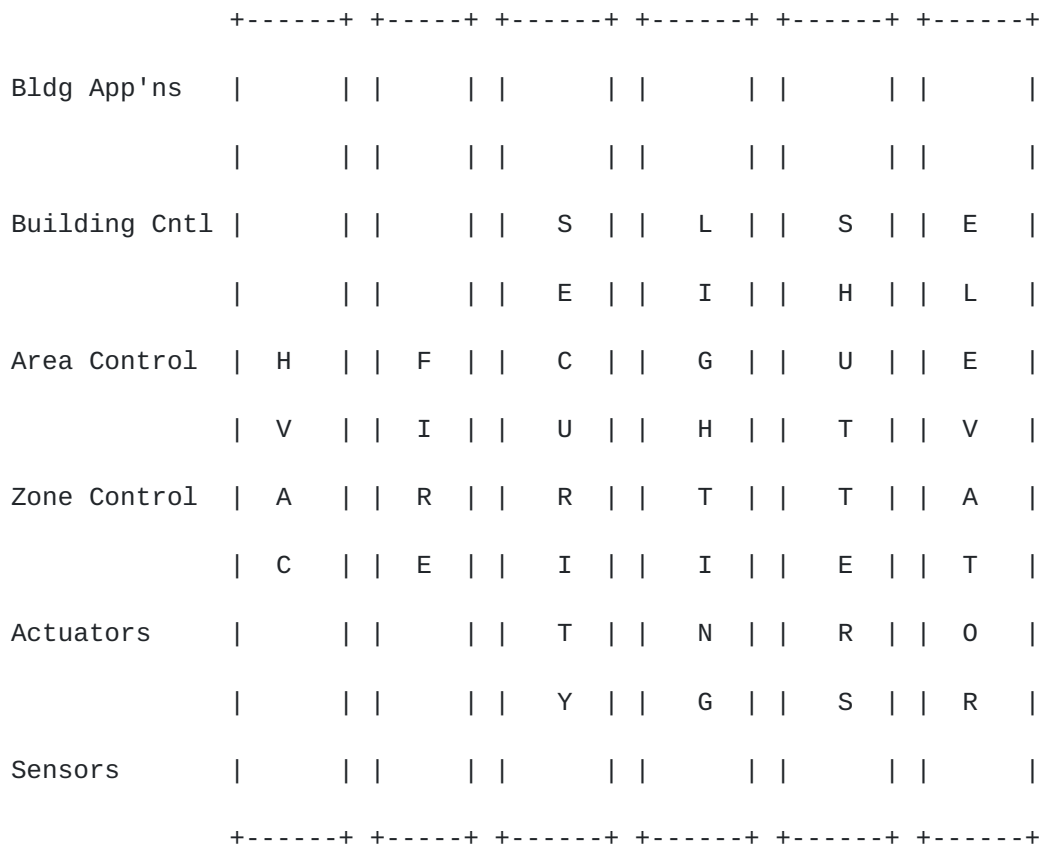 +------+ +-----+ +------+ +------+ +------+ +------+
Bldg App'ns    |      | |     | |      | |      | |      | |      |
               |      | |     | |      | |      | |      | |      |
Building Cntl  |      | |     | |  S   | |  L   | |  S   | |  E   |
               |      | |     | |  E   | |  I   | |  H   | |  L   |
Area Control   |  H   | |  F  | |  C   | |  G   | |  U   | |  E   |
               |  V   | |  I  | |  U   | |  H   | |  T   | |  V   |
Zone Control   |  A   | |  R  | |  R   | |  T   | |  T   | |  A   |
               |  C   | |  E  | |  I   | |  I   | |  E   | |  T   |
Actuators      |      | |     | |  T   | |  N   | |  R   | |  O   |
               |      | |     | |  Y   | |  G   | |  S   | |  R   |
Sensors        |      | |     | |      | |      | |      | |      |
               +------+ +-----+ +------+ +------+ +------+ +------+